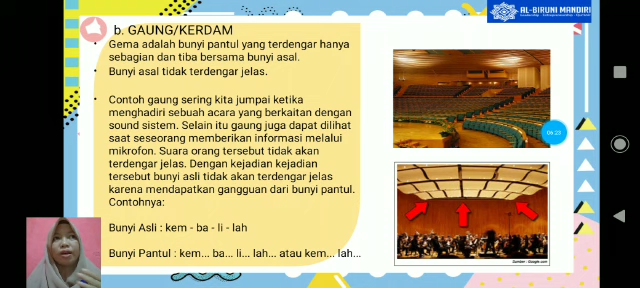 AL-BIRUNI MANDIRI
b. GAUNG/KERDAM
• Gema adalah bunyi pantul yang terdengar hanya
sebagian dan tiba bersama bunyi asal.
• Bunyi asal tidak terdengar jelas.
• Contoh gaung sering kita jumpai ketika
menghadiri sebuah acara yang berkaitan dengan
sound sistem. Selain itu gaung juga dapat dilihat
saat seseorang memberikan informasi melalui
mikrofon. Suara orang tersebut tidak akan
terdengar jelas. Dengan kejadian kejadian
tersebut bunyi asli tidak akan terdengar jelas
karena mendapatkan gangguan dari bunyi pantul.
Contohnya:
Bunyi Asli : kem - ba - li - lah
Bunyi Pantul : kem... ba... li... lah... atau kem... lah...
06:23
Sumber : Google.com